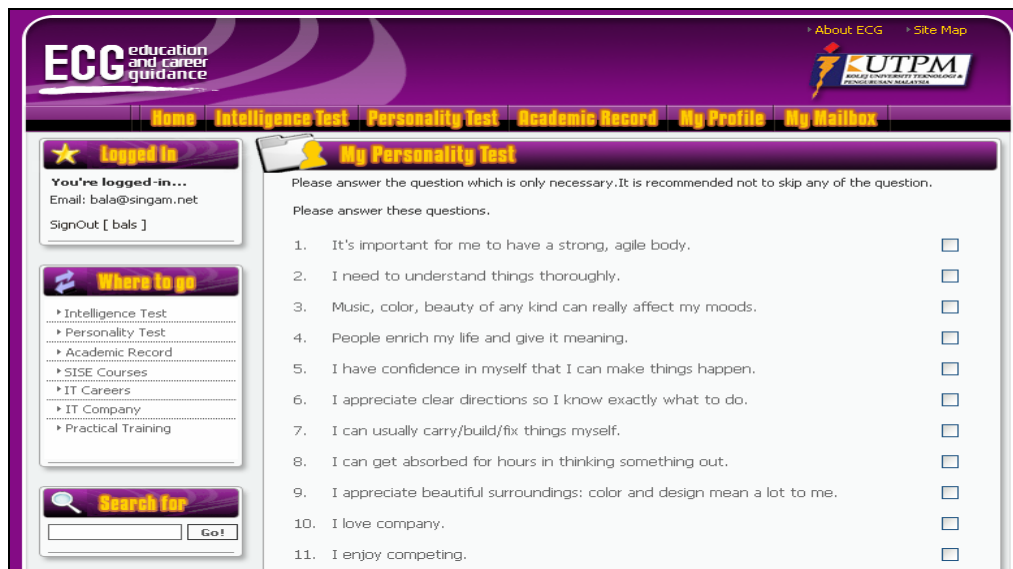 About ECG Site Map
ECG education and career guidance
KUTPM
KOLEJ UNIVERSITI TEKNOLOGI & PENGURUSAN MALAYSIA
Home Intelligence Test Personality Test Academic Record My Profile My Mailbox
Logged In
You're logged-in...
Email: bala@singam.net
SignOut [ bals ]
Where to go
Intelligence Test
Personality Test
Academic Record
SISE Courses
IT Careers
IT Company
Practical Training
Search for
Go!
My Personality Test
Please answer the question which is only necessary.It is recommended not to skip any of the question.
Please answer these questions.
1. It's important for me to have a strong, agile body.
2. I need to understand things thoroughly.
3. Music, color, beauty of any kind can really affect my moods.
4. People enrich my life and give it meaning.
5. I have confidence in myself that I can make things happen.
6. I appreciate clear directions so I know exactly what to do.
7. I can usually carry/build/fix things myself.
8. I can get absorbed for hours in thinking something out.
9. I appreciate beautiful surroundings: color and design mean a lot to me.
10. I love company.
11. I enjoy competing.